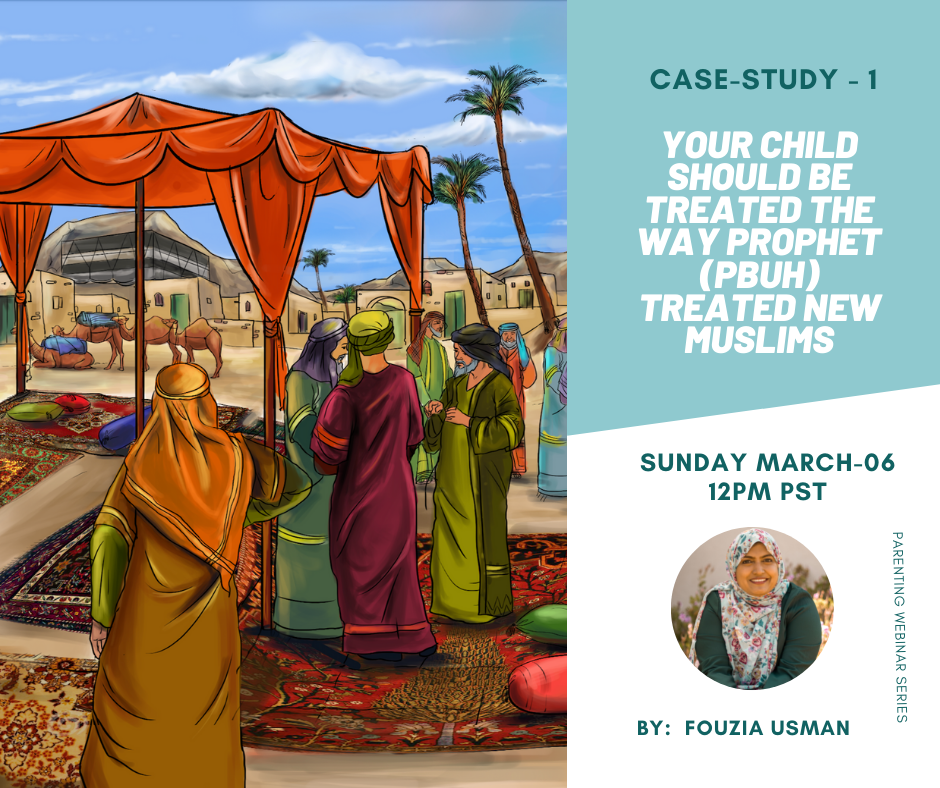 CASE-STUDY - 1
YOUR CHILD
SHOULD BE
TREATED THE
WAY PROPHET
(PBUH)
TREATED NEW
MUSLIMS
SUNDAY MARCH-06
12PM PST
PARENTING WEBINAR SERIES
BY: FOUZIA USMAN